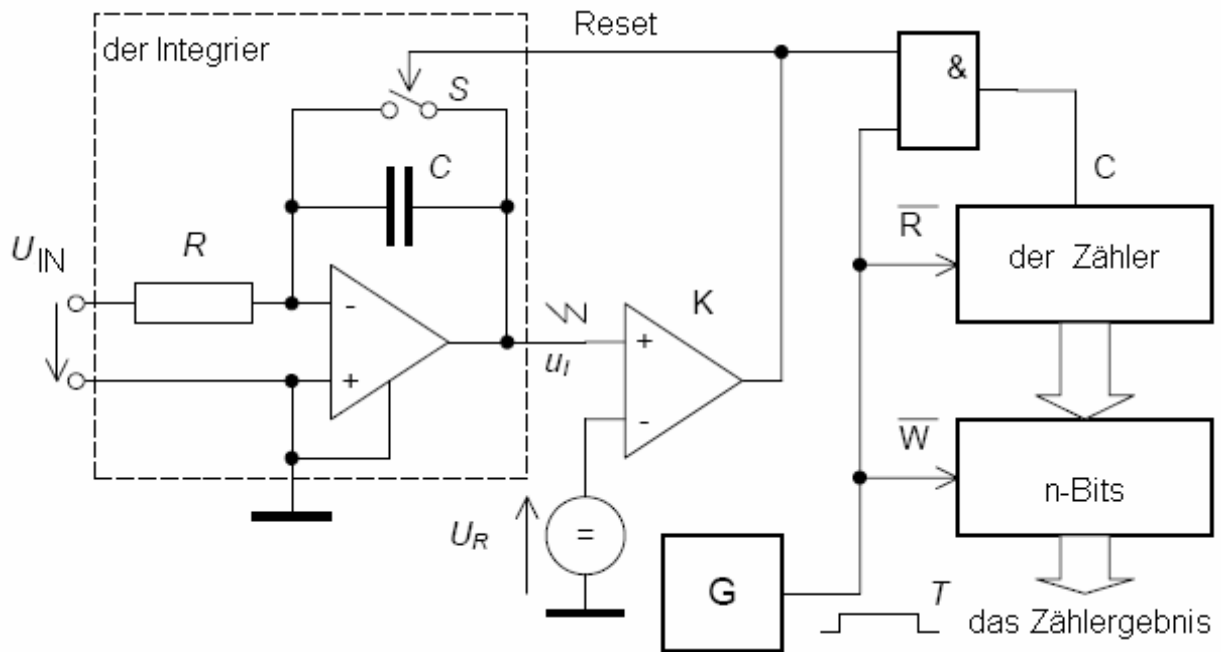 Reset
der Integrier
&
S
C
C
U_IN
R
R̅
der Zähler
-
K
+
u_I
+
-
W̅
n-Bits
U_R
=
G
T
das Zählergebnis